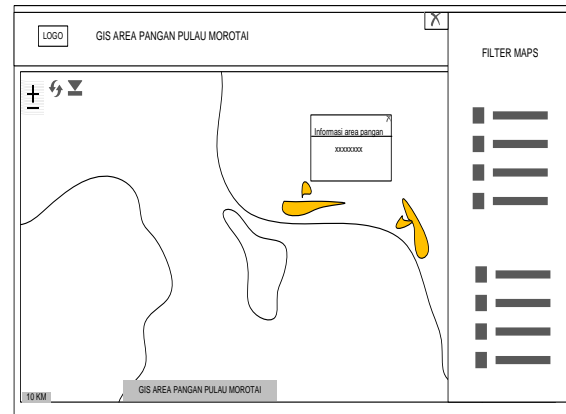 LOGO
GIS AREA PANGAN PULAU MOROTAI
X
FILTER MAPS
X
Informasi area pangan
xxxxxxxx
10 KM
GIS AREA PANGAN PULAU MOROTAI